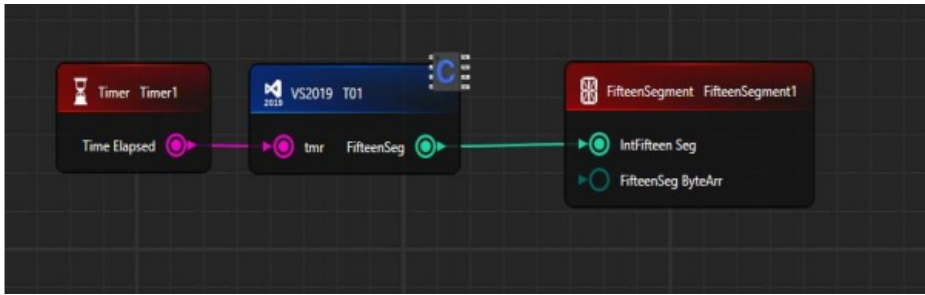 Timer Timer1
Time Elapsed
2019 VS2019 T01
C
tmr FifteenSeg
FifteenSegment FifteenSegment1
IntFifteen Seg
FifteenSeg ByteArr